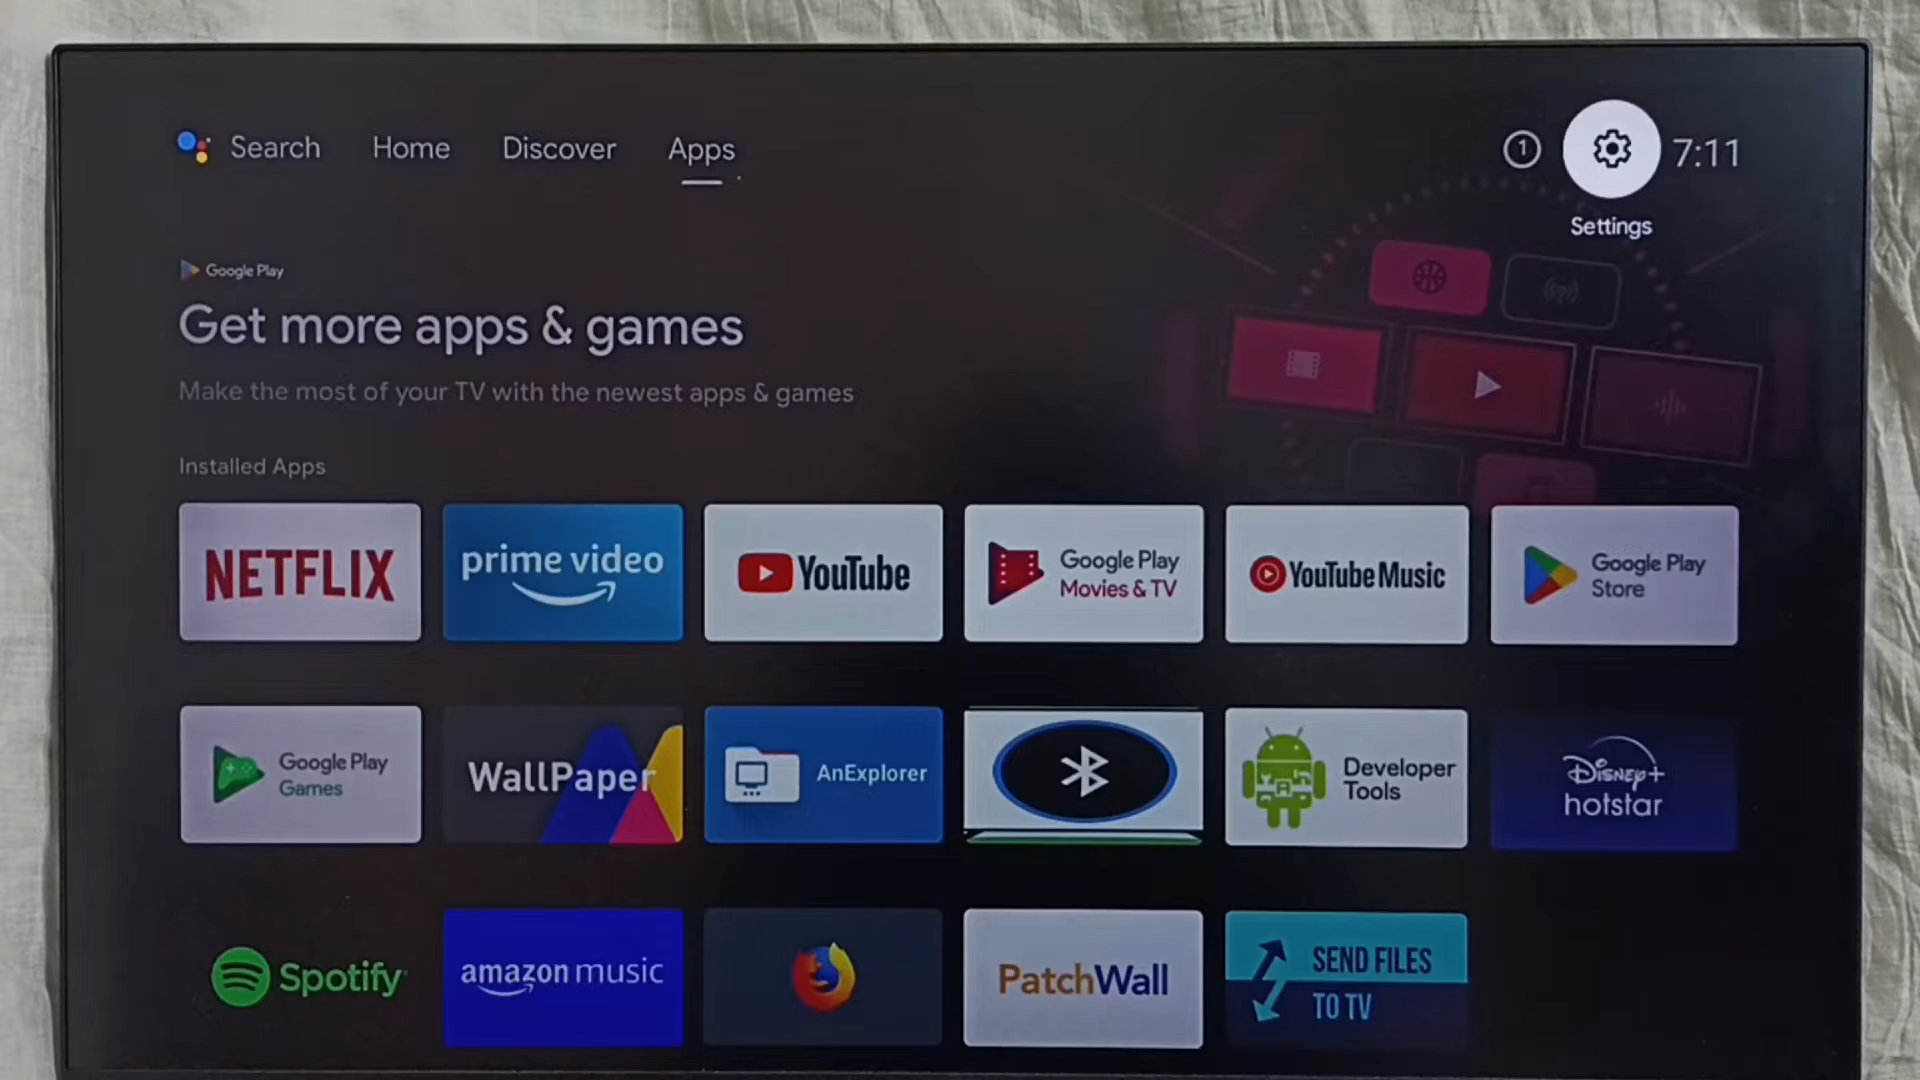 Search Home Discover Apps
1 7:11
Settings
Google Play
Get more apps & games
Make the most of your TV with the newest apps & games
Installed Apps
NETFLIX
prime video
YouTube
Google Play
Movies & TV
YouTube Music
Google Play
Store
Google Play
Games
WallPaper
AnExplorer
Developer
Tools
Disney+
hotstar
Spotify
amazon music
PatchWall
SEND FILES
TO TV